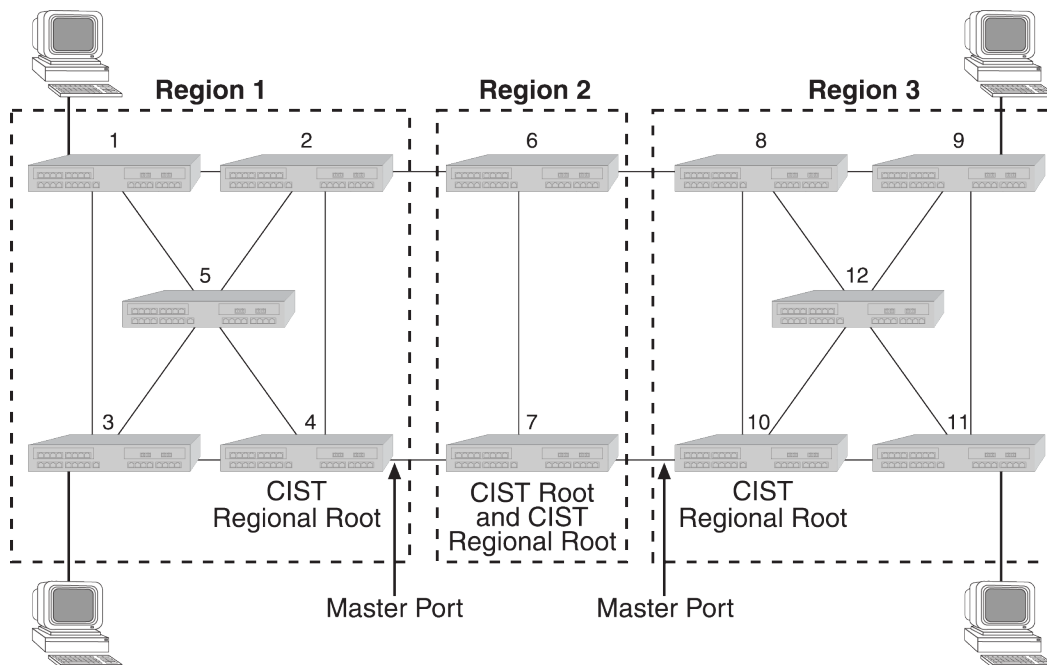 Region 1
Region 2
Region 3
1
2
6
8
9
5
12
3
4
7
10
11
CIST
Regional Root
CIST Root
and CIST
Regional Root
CIST
Regional Root
Master Port
Master Port